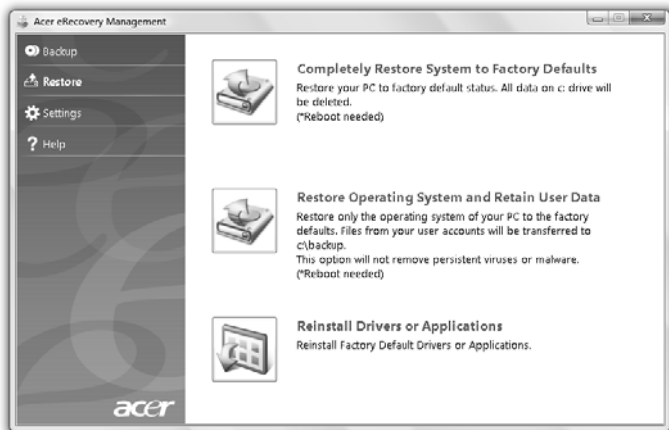 Acer eRecovery Management
Backup
Restore
Settings
Help
Completely Restore System to Factory Defaults
Restore your PC to factory default status. All data on c: drive will
be deleted.
(*Reboot needed)
Restore Operating System and Retain User Data
Restore only the operating system of your PC to the factory
defaults. Files from your user accounts will be transferred to
c:\backup.
This option will not remove persistent viruses or malware.
(*Reboot needed)
Reinstall Drivers or Applications
Reinstall Factory Default Drivers or Applications.
acer